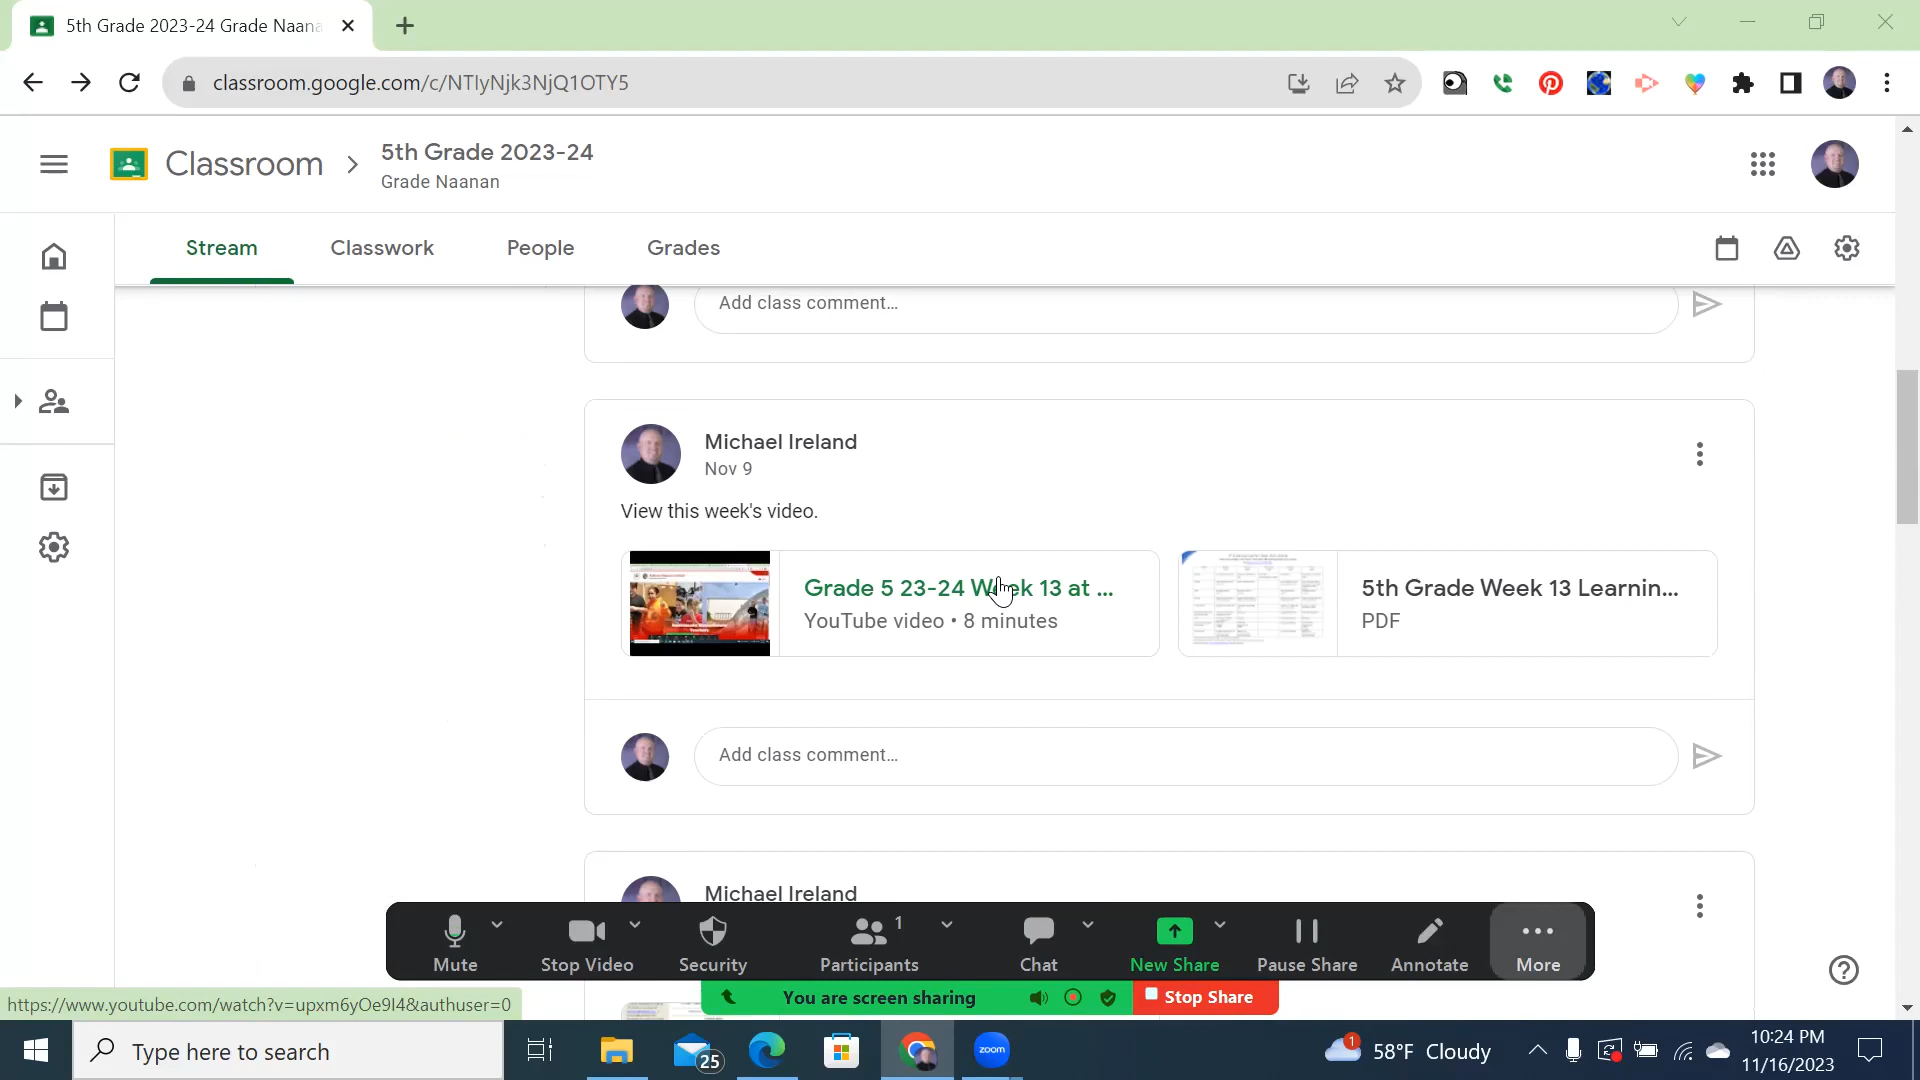 5th Grade 2023-24 Grade Naana
classroom.google.com/c/NTIyNjk3NjQ1OTY5
Classroom
5th Grade 2023-24
Grade Naanan
Stream
Classwork
People
Grades
Add class comment…
Michael Ireland
Nov 9
View this week's video.
Grade 5 23-24 Week 13 at ...
YouTube video • 8 minutes
5th Grade Week 13 Learnin...
PDF
Add class comment…
Michael Ireland
Mute
Stop Video
Security
1
Participants
Chat
New Share
Pause Share
Annotate
More
https://www.youtube.com/watch?v=upxm6yOe9I4&authuser=0
You are screen sharing
Stop Share
Type here to search
25
zoom
1
58°F Cloudy
10:24 PM
11/16/2023